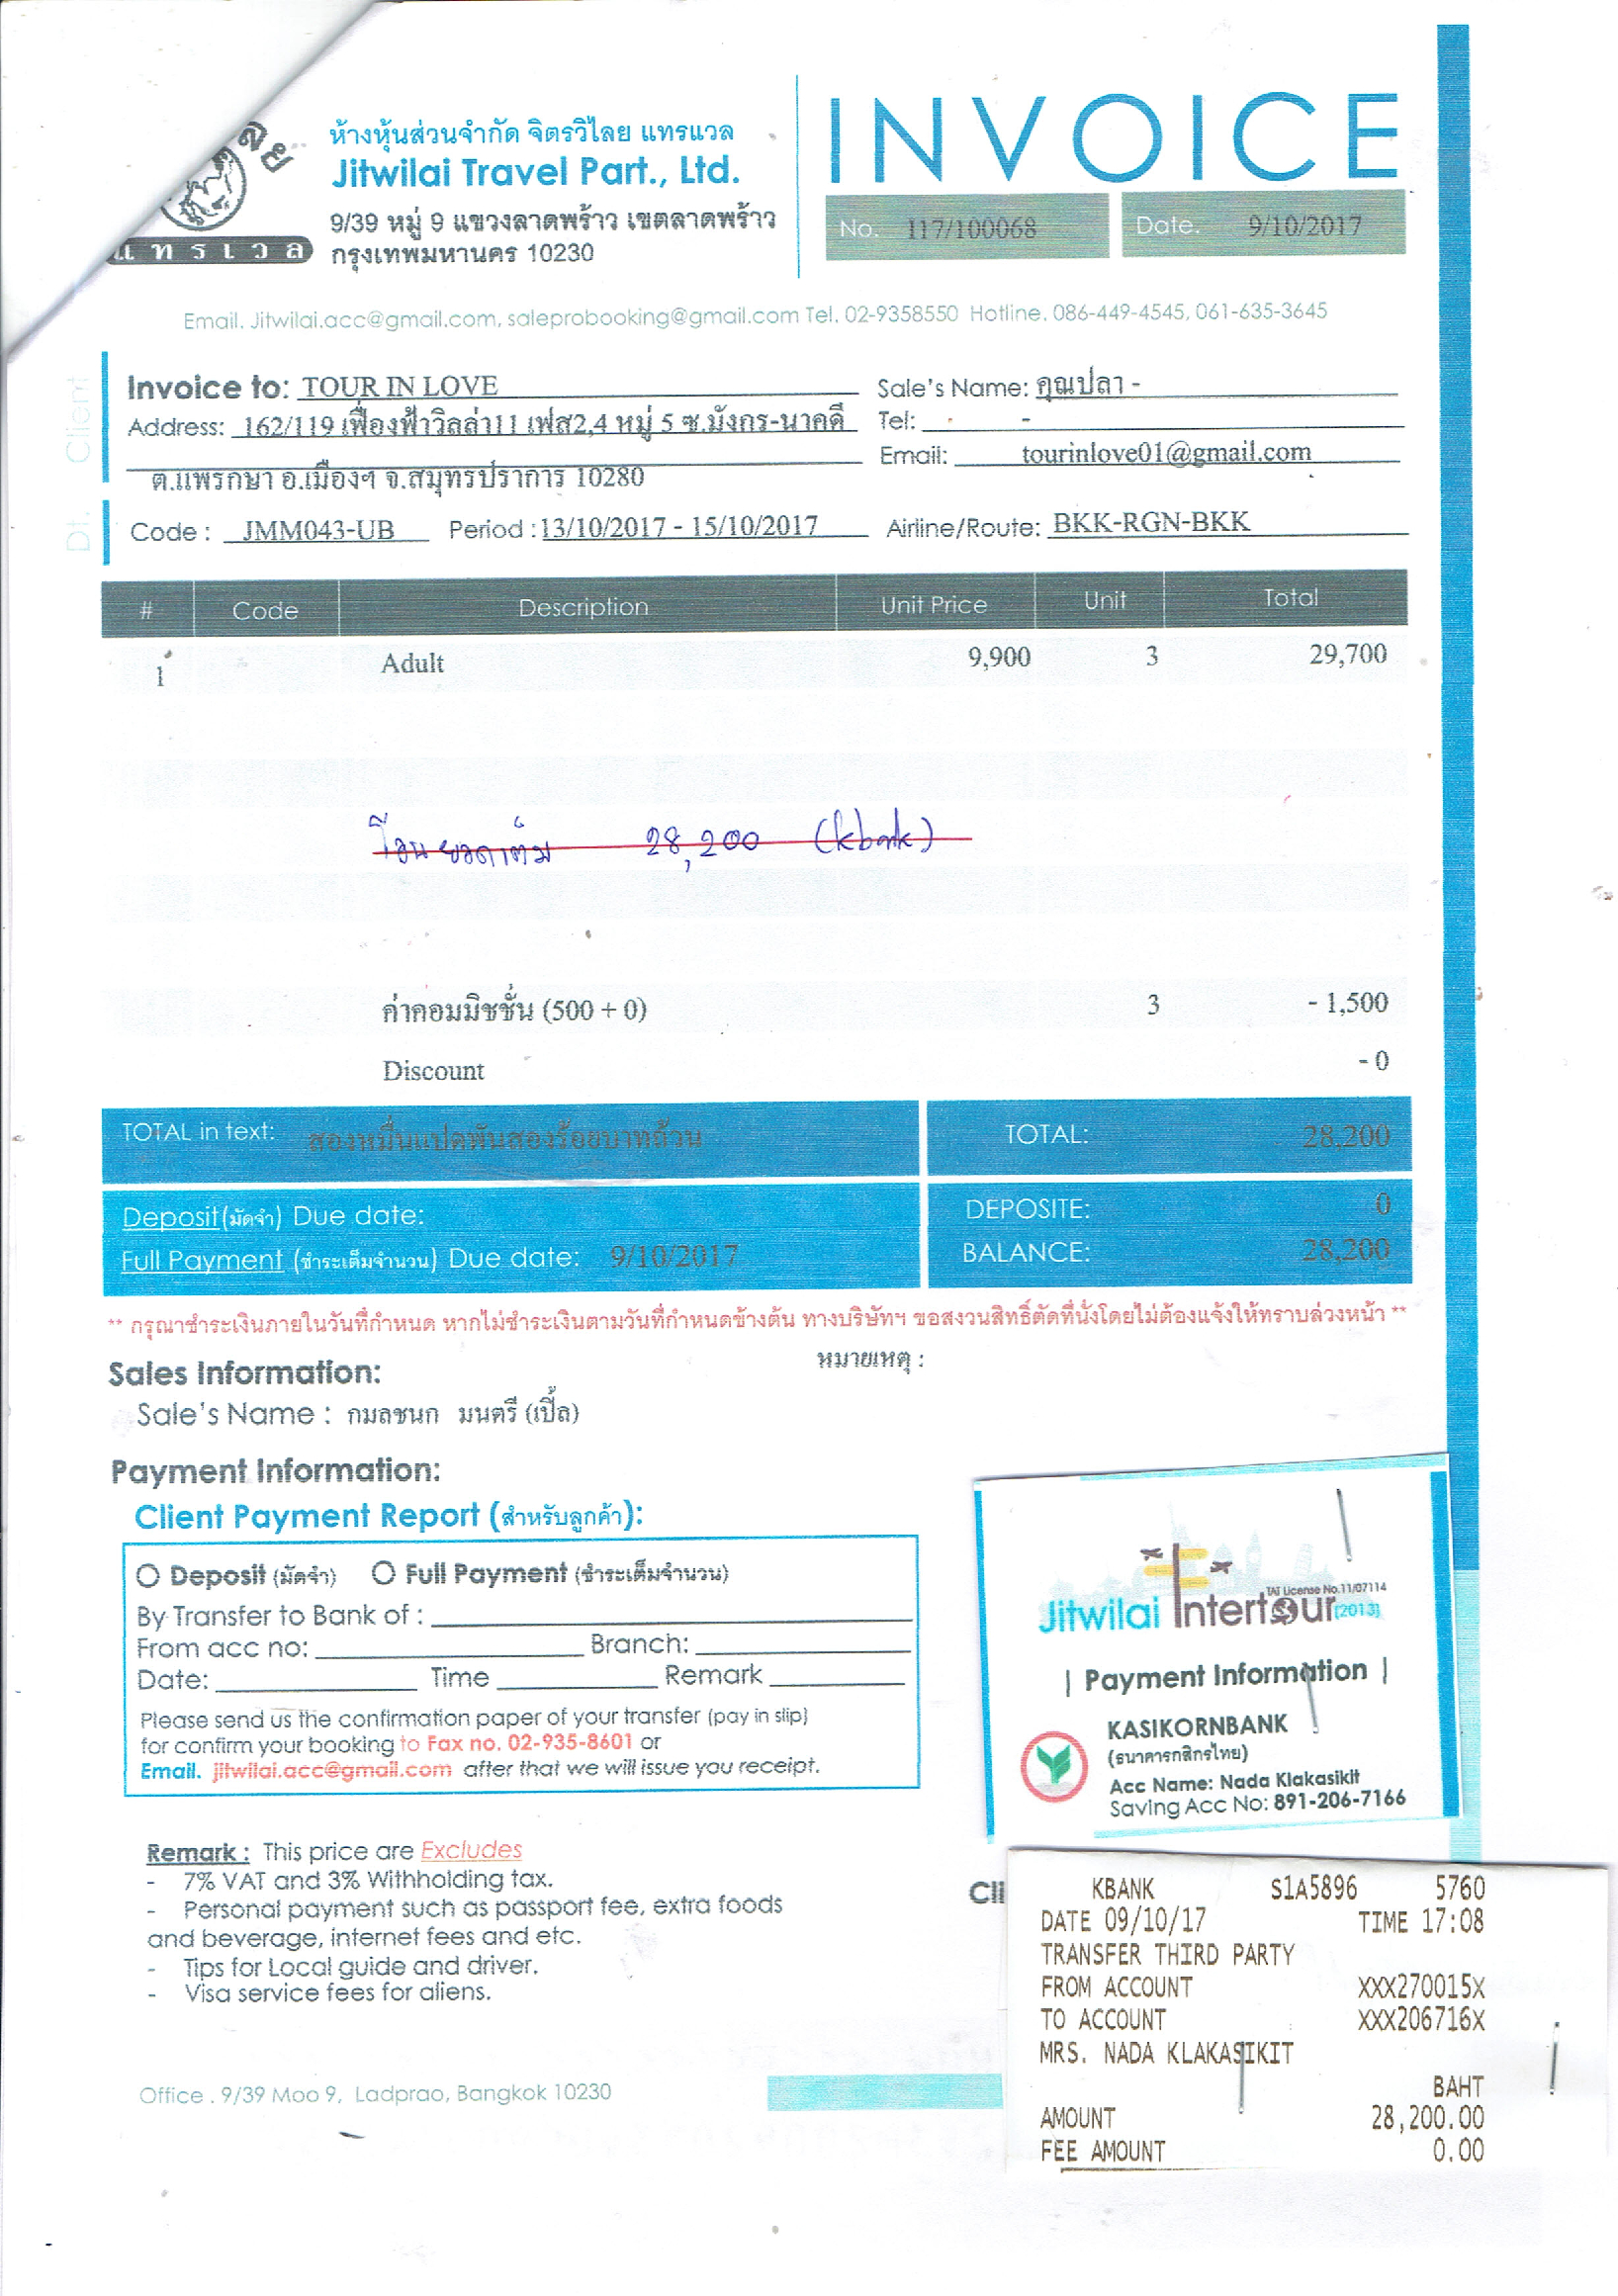 ลย
แทรเวล
ห้างหุ้นส่วนจำกัด จิตรวิไลย แทรเวล
Jitwilai Travel Part., Ltd.
9/39 หมู่ 9 แขวงลาดพร้าว เขตลาดพร้าว
กรุงเทพมหานคร 10230
INVOICE
No. 117/100068 Date. 9/10/2017
Email. Jitwilai.acc@gmail.com, saleprobooking@gmail.com Tel. 02-9358550 Hotline. 086-449-4545, 061-635-3645
Client
Invoice to: TOUR IN LOVE Sale's Name: คุณปลา -
Address: 162/119 เฟื่องฟ้าวิลล่า11 เฟส2,4 หมู่ 5 ซ.มังกร-นาคดี Tel: -
ต.แพรกษา อ.เมืองฯ จ.สมุทรปราการ 10280 Email: tourinlove01@gmail.com
Dt.
Code : JMM043-UB Period : 13/10/2017 - 15/10/2017 Airline/Route: BKK-RGN-BKK
# Code Description Unit Price Unit Total
1 Adult 9,900 3 29,700
โอนยอดเต็ม 28,200 (kbank)
ค่าคอมมิชชั่น (500 + 0) 3 - 1,500
Discount - 0
TOTAL in text: สองหมื่นแปดพันสองร้อยบาทถ้วน TOTAL: 28,200
Deposit(มัดจำ) Due date: DEPOSITE: 0
Full Payment (ชำระเต็มจำนวน) Due date: 9/10/2017 BALANCE: 28,200
** กรุณาชำระเงินภายในวันที่กำหนด หากไม่ชำระเงินตามวันที่กำหนดข้างต้น ทางบริษัทฯ ขอสงวนสิทธิ์ตัดที่นั่งโดยไม่ต้องแจ้งให้ทราบล่วงหน้า **
Sales Information: หมายเหตุ :
Sale's Name : กมลชนก มนตรี (เปิ้ล)
Payment Information:
Client Payment Report (สำหรับลูกค้า):
O Deposit (มัดจำ) O Full Payment (ชำระเต็มจำนวน)
By Transfer to Bank of :
From acc no: Branch:
Date: Time Remark
Please send us the confirmation paper of your transfer (pay in slip)
for confirm your booking to Fax no. 02-935-8601 or
Email. jitwilai.acc@gmail.com after that we will issue you receipt.
TAT License No.11/07114
Jitwilai Intertour (2013)
| Payment Information |
KASIKORNBANK
(ธนาคารกสิกรไทย)
Acc Name: Nada Klakasikit
Saving Acc No: 891-206-7166
Remark : This price are Excludes
- 7% VAT and 3% Withholding tax.
- Personal payment such as passport fee, extra foods
and beverage, internet fees and etc.
- Tips for Local guide and driver.
- Visa service fees for aliens.
Cli
KBANK S1A5896 5760
DATE 09/10/17 TIME 17:08
TRANSFER THIRD PARTY
FROM ACCOUNT XXX270015X
TO ACCOUNT XXX206716X
MRS. NADA KLAKASIKIT
BAHT
AMOUNT 28,200.00
FEE AMOUNT 0.00
Office . 9/39 Moo 9, Ladprao, Bangkok 10230